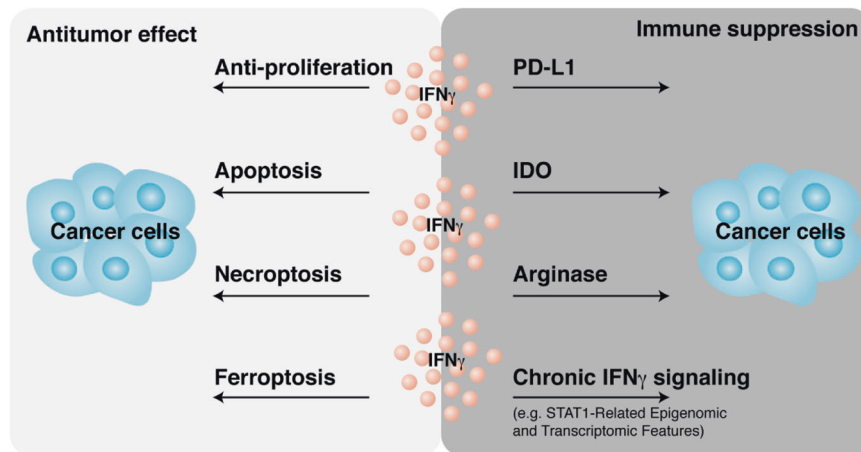 Antitumor effect
Immune suppression
Anti-proliferation
IFNγ
PD-L1
Apoptosis
IDO
Cancer cells
IFNγ
Cancer cells
Necroptosis
Arginase
IFNγ
Ferroptosis
Chronic IFNγ signaling
(e.g. STAT1-Related Epigenomic
and Transcriptomic Features)